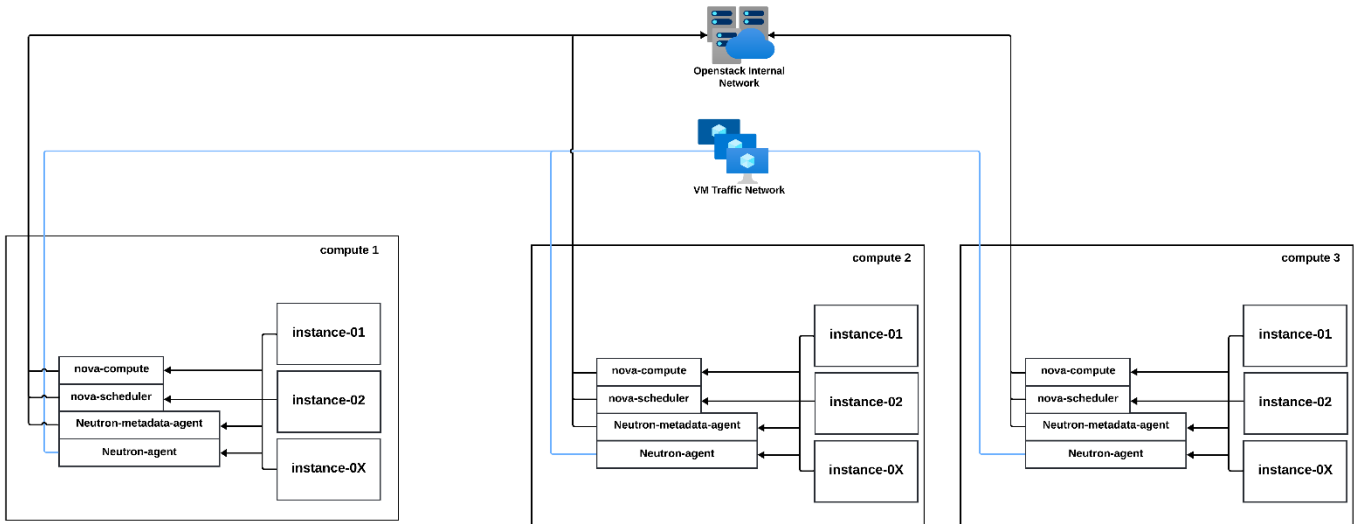 Openstack Internal
Network
VM Traffic Network
compute 1
instance-01
nova-compute
nova-scheduler
instance-02
Neutron-metadata-agent
Neutron-agent
instance-0X
compute 2
instance-01
nova-compute
nova-scheduler
instance-02
Neutron-metadata-agent
Neutron-agent
instance-0X
compute 3
instance-01
nova-compute
nova-scheduler
instance-02
Neutron-metadata-agent
Neutron-agent
instance-0X